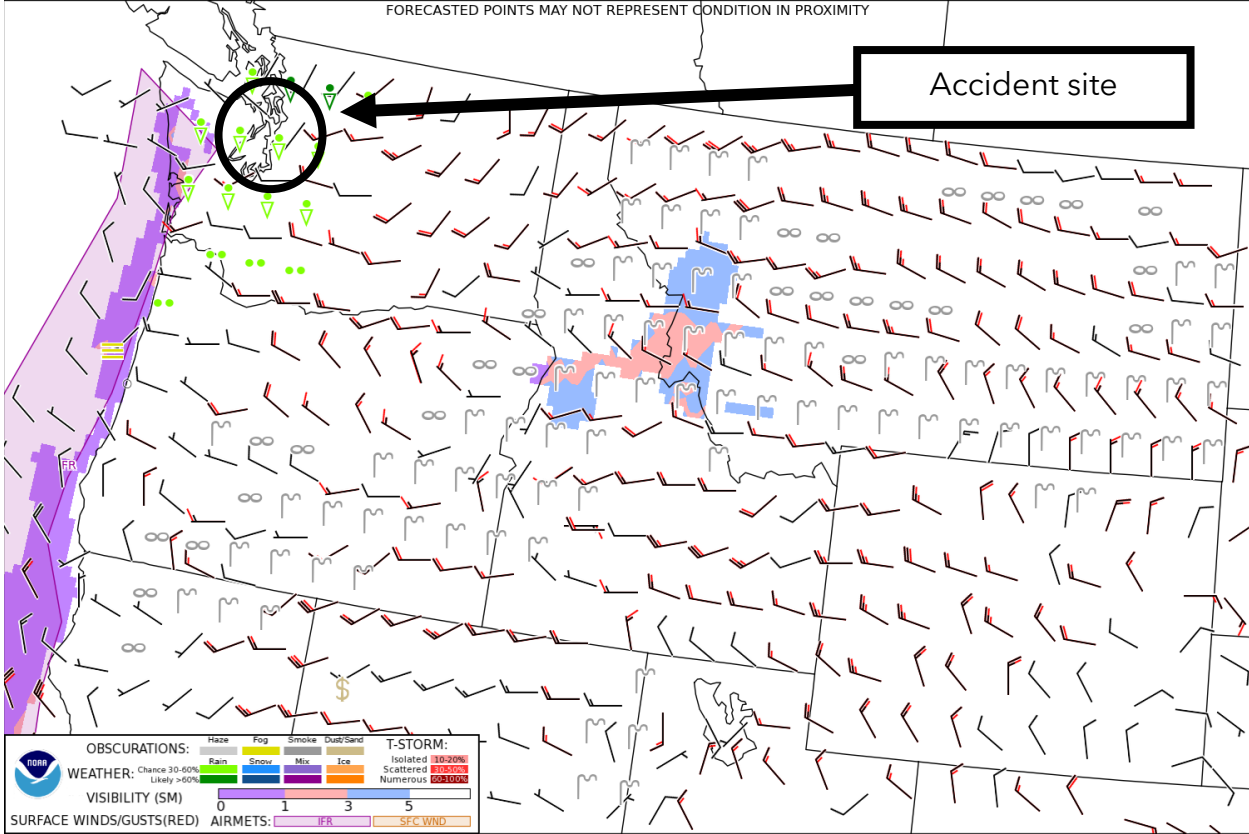 FORECASTED POINTS MAY NOT REPRESENT CONDITION IN PROXIMITY
Accident site
IFR
$
NOAA
OBSCURATIONS:
Haze Fog Smoke Dust/Sand
T-STORM:
WEATHER:
Rain Snow Mix Ice
Chance 30-60%
Likely >60%
Isolated 10-20%
Scattered 30-50%
Numerous 60-100%
VISIBILITY (SM)
0 1 3 5
SURFACE WINDS/GUSTS(RED) AIRMETS: IFR SFC WND